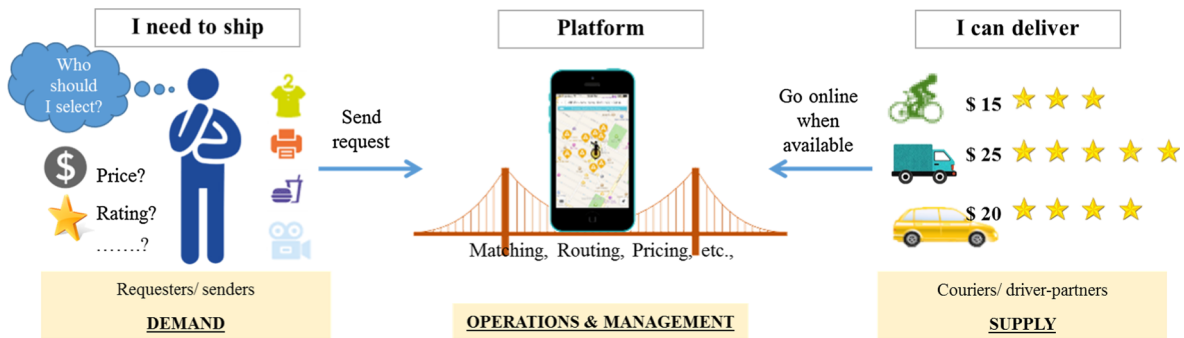 I need to ship
Who
should
I select?
$
Price?
Rating?
.......?
2
Send
request
Requesters/ senders
DEMAND
Platform
Matching, Routing, Pricing, etc.,
OPERATIONS & MANAGEMENT
I can deliver
Go online
when
available
$ 15
$ 25
$ 20
Couriers/ driver-partners
SUPPLY